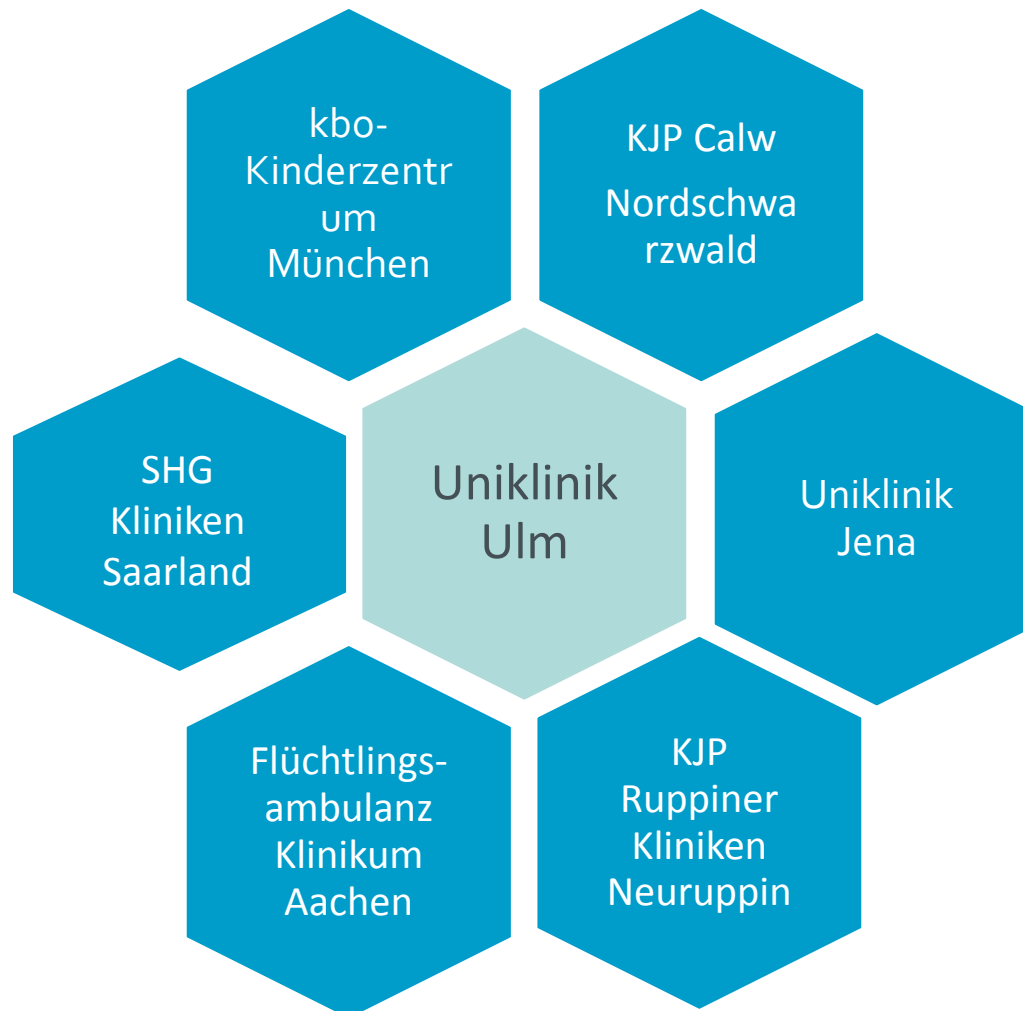 kbo-
Kinderzentr
um
München
KJP Calw
Nordschwa
rzwald
SHG
Kliniken
Saarland
Uniklinik
Ulm
Uniklinik
Jena
Flüchtlings-
ambulanz
Klinikum
Aachen
KJP
Ruppiner
Kliniken
Neuruppin